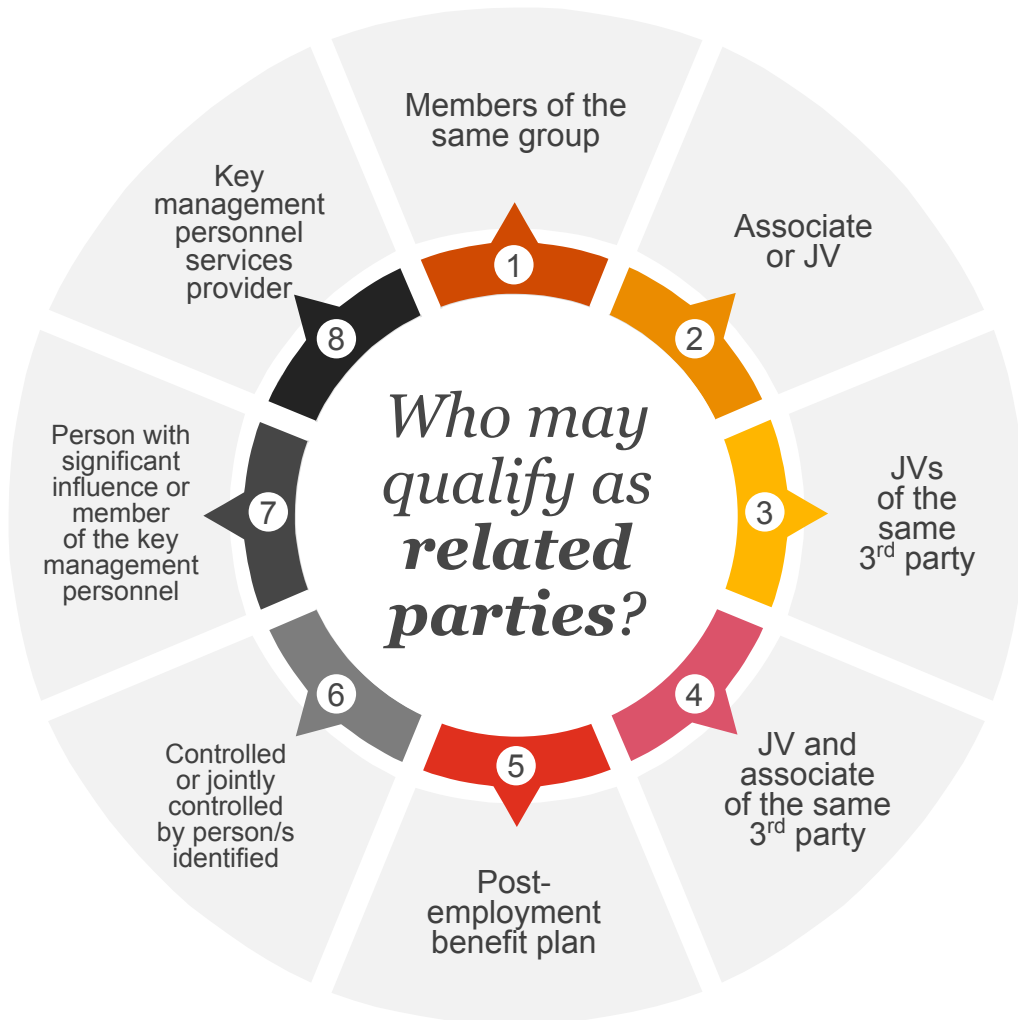 Who may
qualify as
related
parties?
1
Members of the
same group
2
Associate
or JV
3
JVs
of the
same
3rd party
4
JV and
associate
of the same
3rd party
5
Post-
employment
benefit plan
6
Controlled
or jointly
controlled
by person/s
identified
7
Person with
significant
influence or
member
of the key
management
personnel
8
Key
management
personnel
services
provider